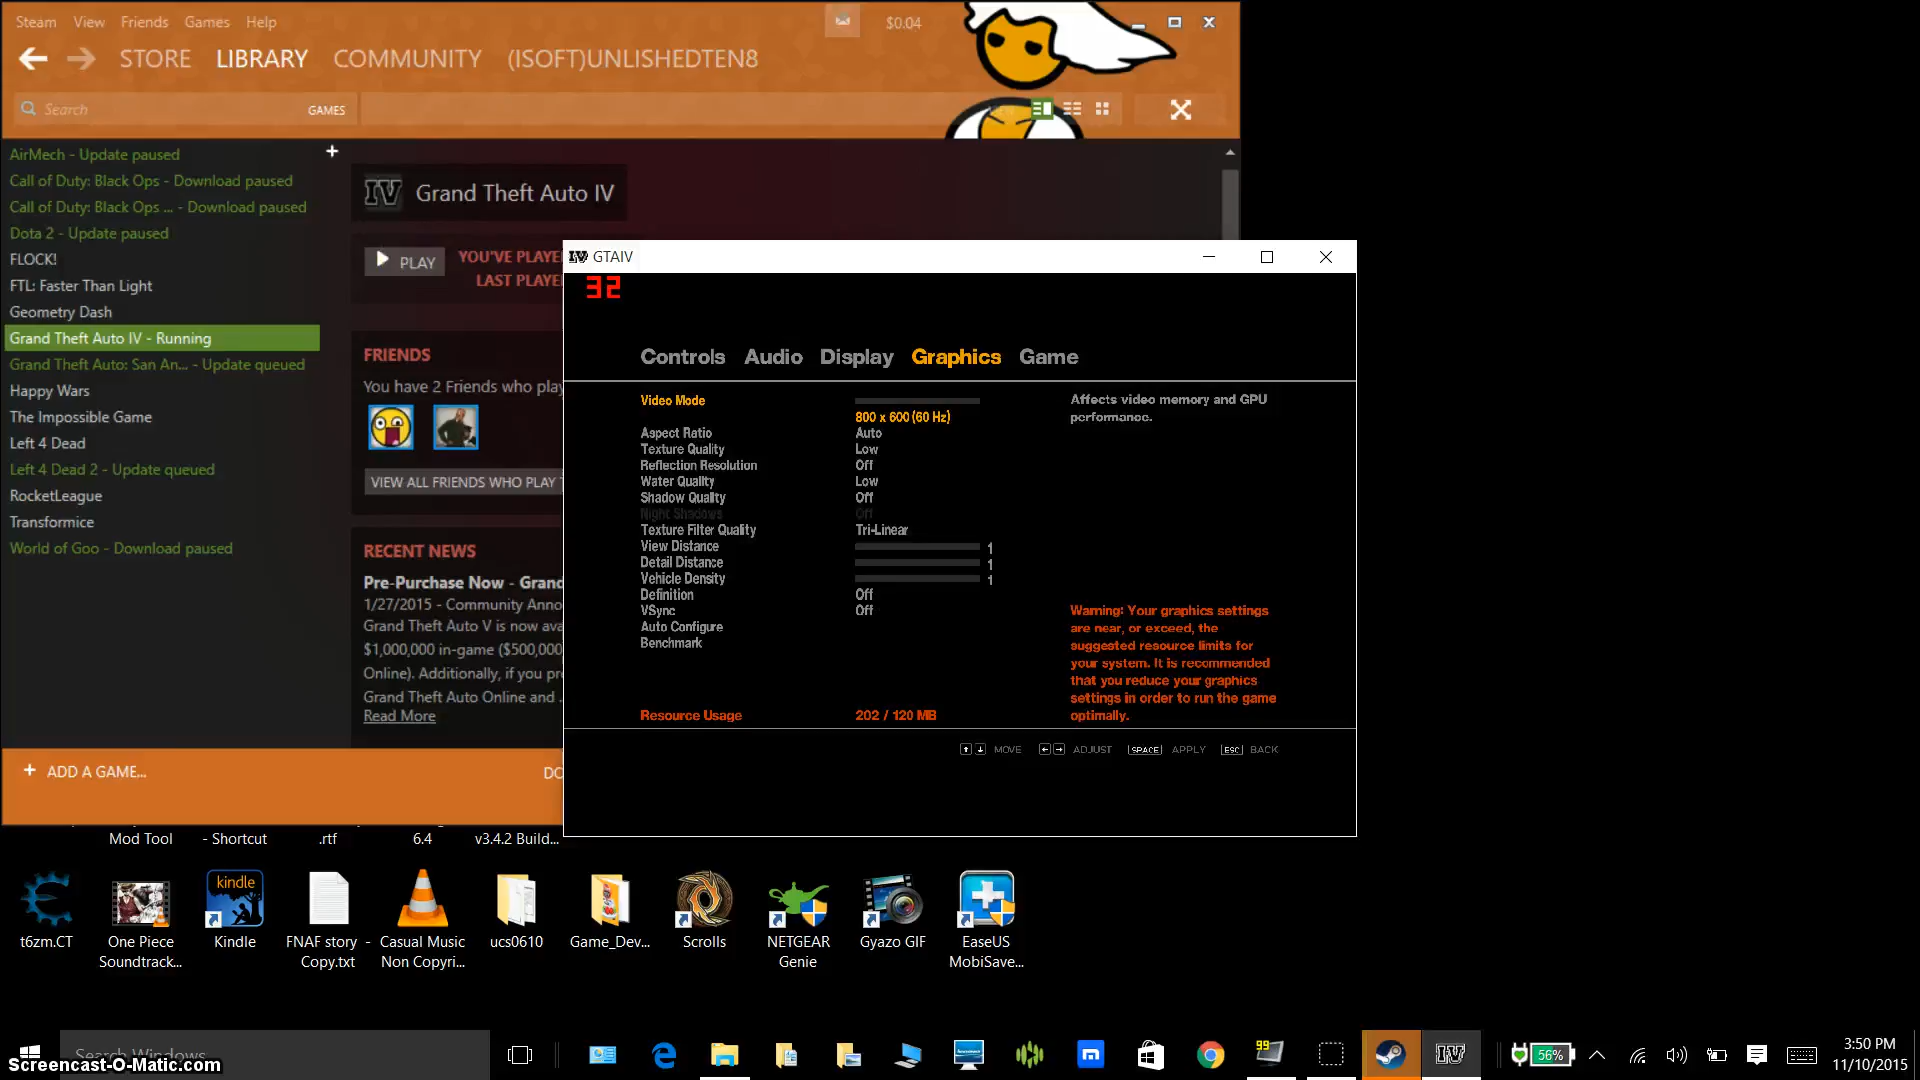 Steam View Friends Games Help
$0.04
STORE LIBRARY COMMUNITY (ISOFT)UNLISHEDTEN8
Search
GAMES
AirMech - Update paused
Call of Duty: Black Ops - Download paused
Call of Duty: Black Ops ... - Download paused
Dota 2 - Update paused
FLOCK!
FTL: Faster Than Light
Geometry Dash
Grand Theft Auto IV - Running
Grand Theft Auto: San An... - Update queued
Happy Wars
The Impossible Game
Left 4 Dead
Left 4 Dead 2 - Update queued
RocketLeague
Transformice
World of Goo - Download paused
+ ADD A GAME...
IV Grand Theft Auto IV
PLAY
YOU'VE PLAYE
LAST PLAYE
FRIENDS
You have 2 Friends who play
VIEW ALL FRIENDS WHO PLAY
RECENT NEWS
Pre-Purchase Now - Grand
1/27/2015 - Community Anno
Grand Theft Auto V is now ava
$1,000,000 in-game ($500,000
Online). Additionally, if you pr
Grand Theft Auto Online and .
Read More
DO
IV GTAIV
32
Controls Audio Display Graphics Game
Video Mode
800 x 600 (60 Hz)
Aspect Ratio Auto
Texture Quality Low
Reflection Resolution Off
Water Quality Low
Shadow Quality Off
Night Shadows Off
Texture Filter Quality Tri-Linear
View Distance 1
Detail Distance 1
Vehicle Density 1
Definition Off
VSync Off
Auto Configure
Benchmark
Resource Usage 202 / 120 MB
Affects video memory and GPU
performance.
Warning: Your graphics settings
are near, or exceed, the
suggested resource limits for
your system. It is recommended
that you reduce your graphics
settings in order to run the game
optimally.
MOVE ADJUST SPACE APPLY ESC BACK
Mod Tool
- Shortcut
.rtf
6.4
v3.4.2 Build...
kindle
t6zm.CT
One Piece
Soundtrack...
Kindle
FNAF story -
Copy.txt
Casual Music
Non Copyri...
ucs0610
Game_Dev...
Scrolls
NETGEAR
Genie
Gyazo GIF
EaseUS
MobiSave...
Search Windows
Screencast-O-Matic.com
99
IV
56%
3:50 PM
11/10/2015